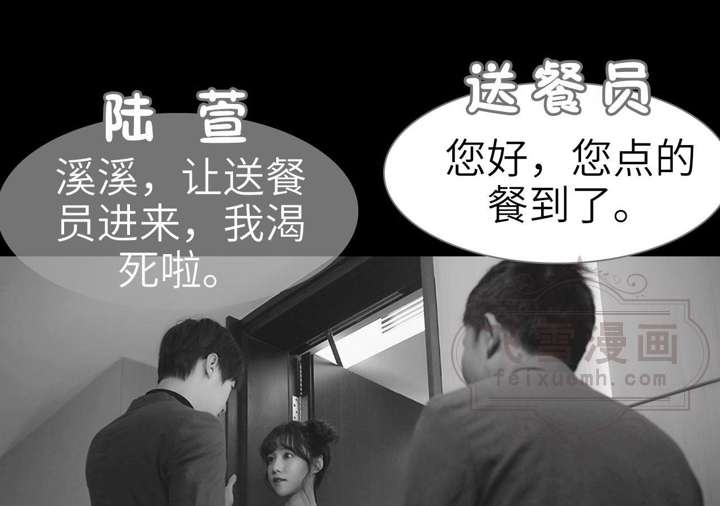 陆 萱
溪溪，让送餐
员进来，我渴
死啦。
送餐员
您好，您点的
餐到了。
雪漫画
feixuemh.com